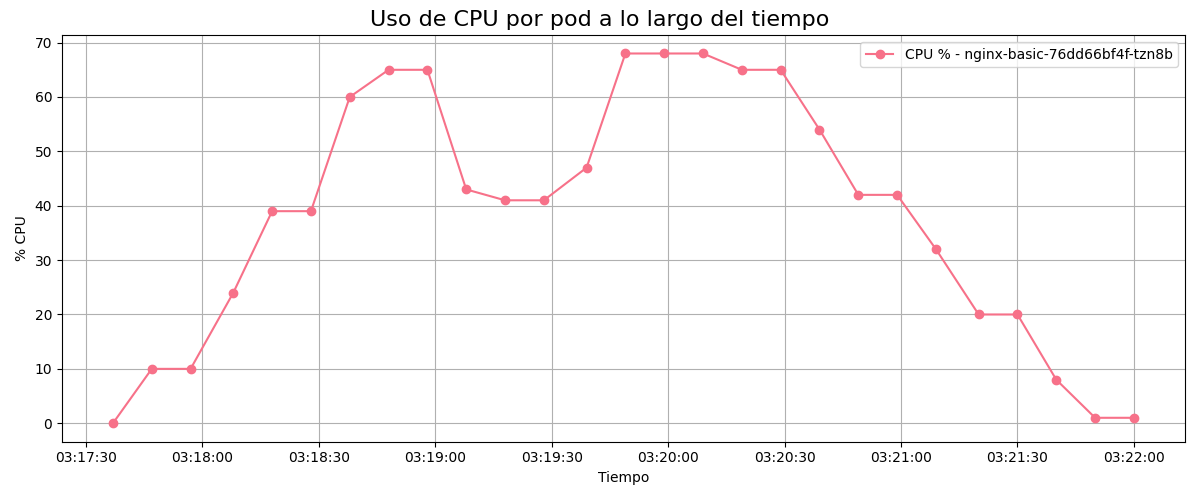 Uso de CPU por pod a lo largo del tiempo
CPU % - nginx-basic-76dd66bf4f-tzn8b
% CPU
70
60
50
40
30
20
10
0
03:17:30 03:18:00 03:18:30 03:19:00 03:19:30 03:20:00 03:20:30 03:21:00 03:21:30 03:22:00
Tiempo